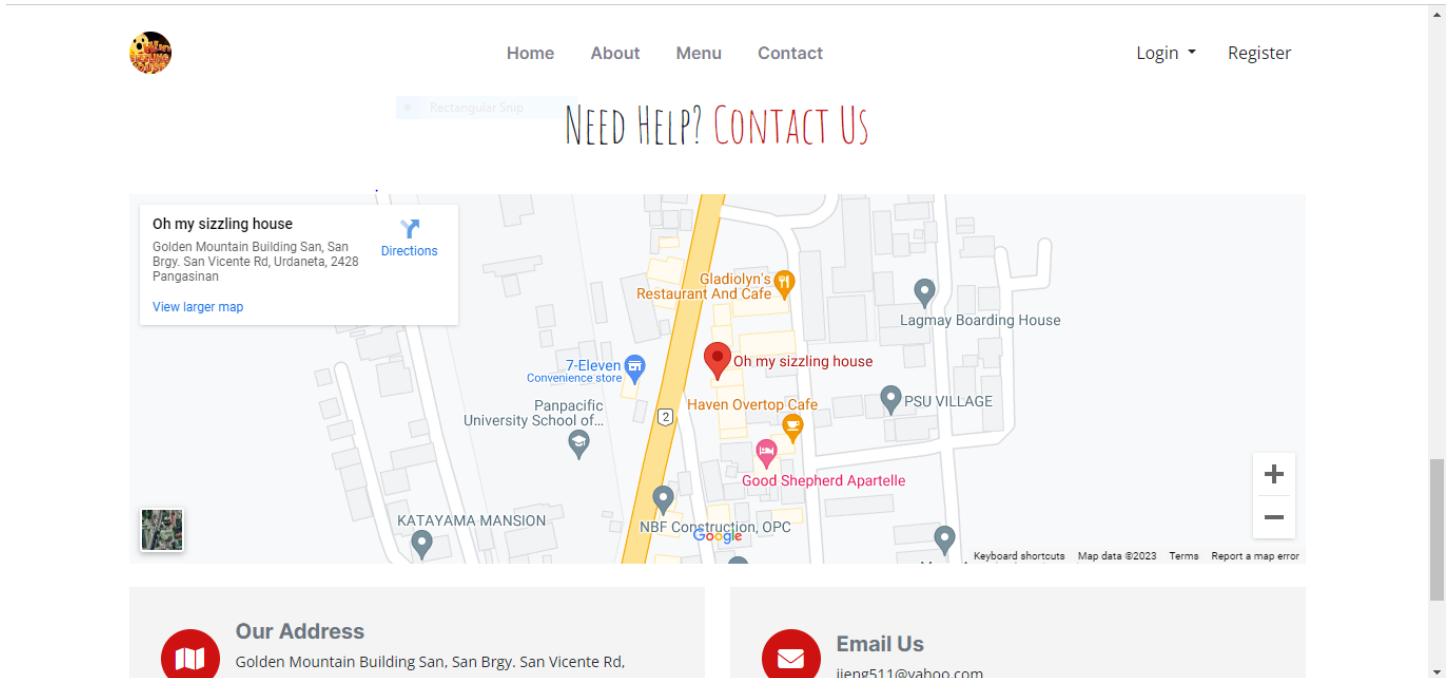 Home About Menu Contact
Login Register
Rectangular Snip
NEED HELP? CONTACT US
Oh my sizzling house
Golden Mountain Building San, San
Brgy. San Vicente Rd, Urdaneta, 2428
Pangasinan
Directions
View larger map
Gladiolyn's
Restaurant And Cafe
Lagmay Boarding House
7-Eleven
Convenience store
Oh my sizzling house
Panpacific
University School of...
2
Haven Overtop Cafe
PSU VILLAGE
Good Shepherd Apartelle
KATAYAMA MANSION
NBF Construction, OPC
Google
Keyboard shortcuts Map data ©2023 Terms Report a map error
Our Address
Golden Mountain Building San, San Brgy. San Vicente Rd,
Email Us